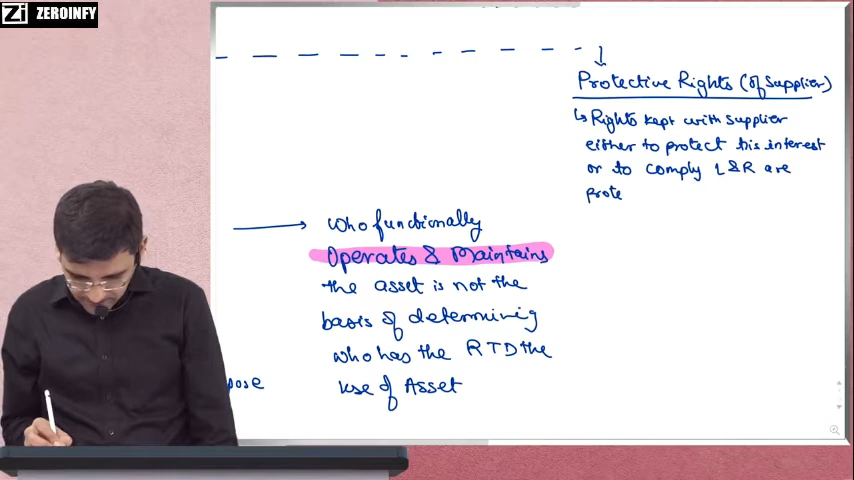 Zi ZEROINFY
Protective Rights (of supplier)
↳ Rights kept with supplier
either to protect his interest
or to comply L&R are
prote
→ who functionally
Operates & Maintains
the asset is not the
basis of determining
who has the RTD the
use of Asset
pose